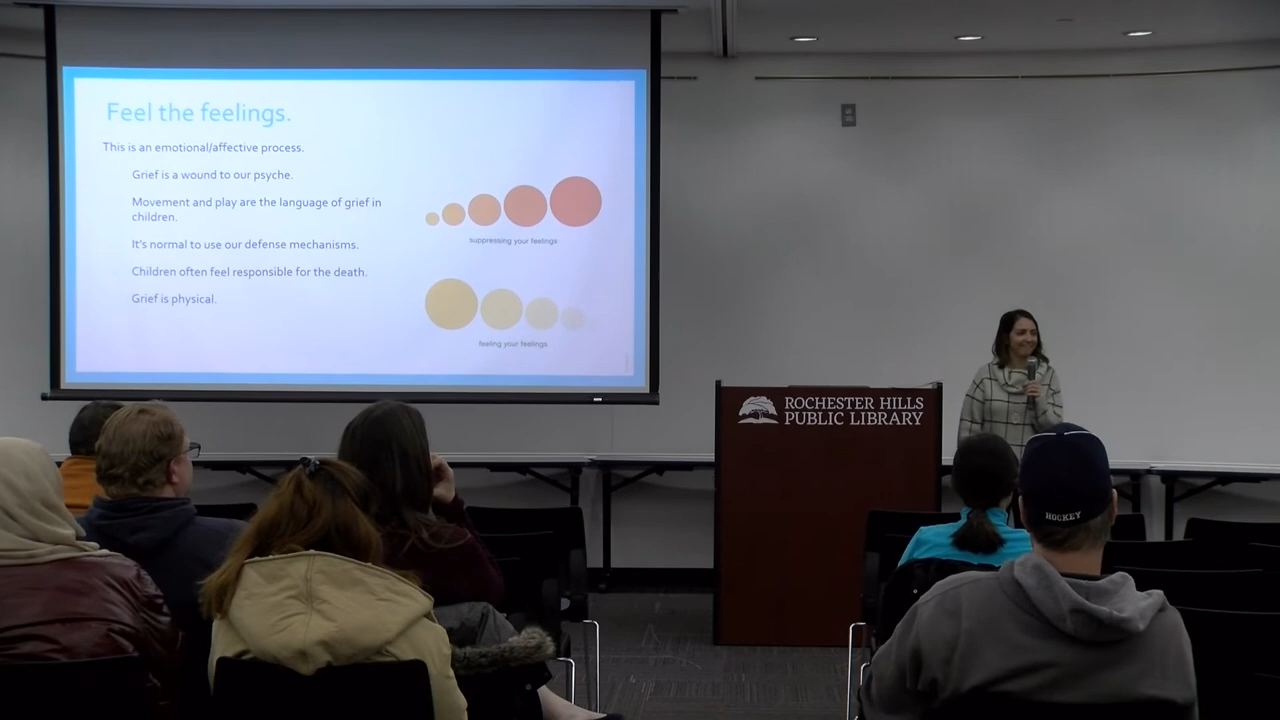 Feel the feelings.
This is an emotional/affective process.
Grief is a wound to our psyche.
Movement and play are the language of grief in
children.
It's normal to use our defense mechanisms.
Children often feel responsible for the death.
Grief is physical.
suppressing your feelings
feeling your feelings
ROCHESTER HILLS
PUBLIC LIBRARY
HOCKEY